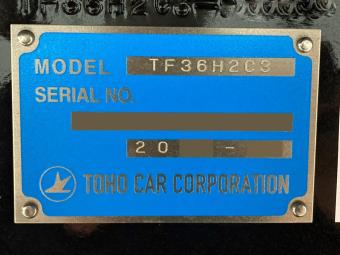 MODEL TF36H2C3
SERIAL NO.
20 -
TOHO CAR CORPORATION